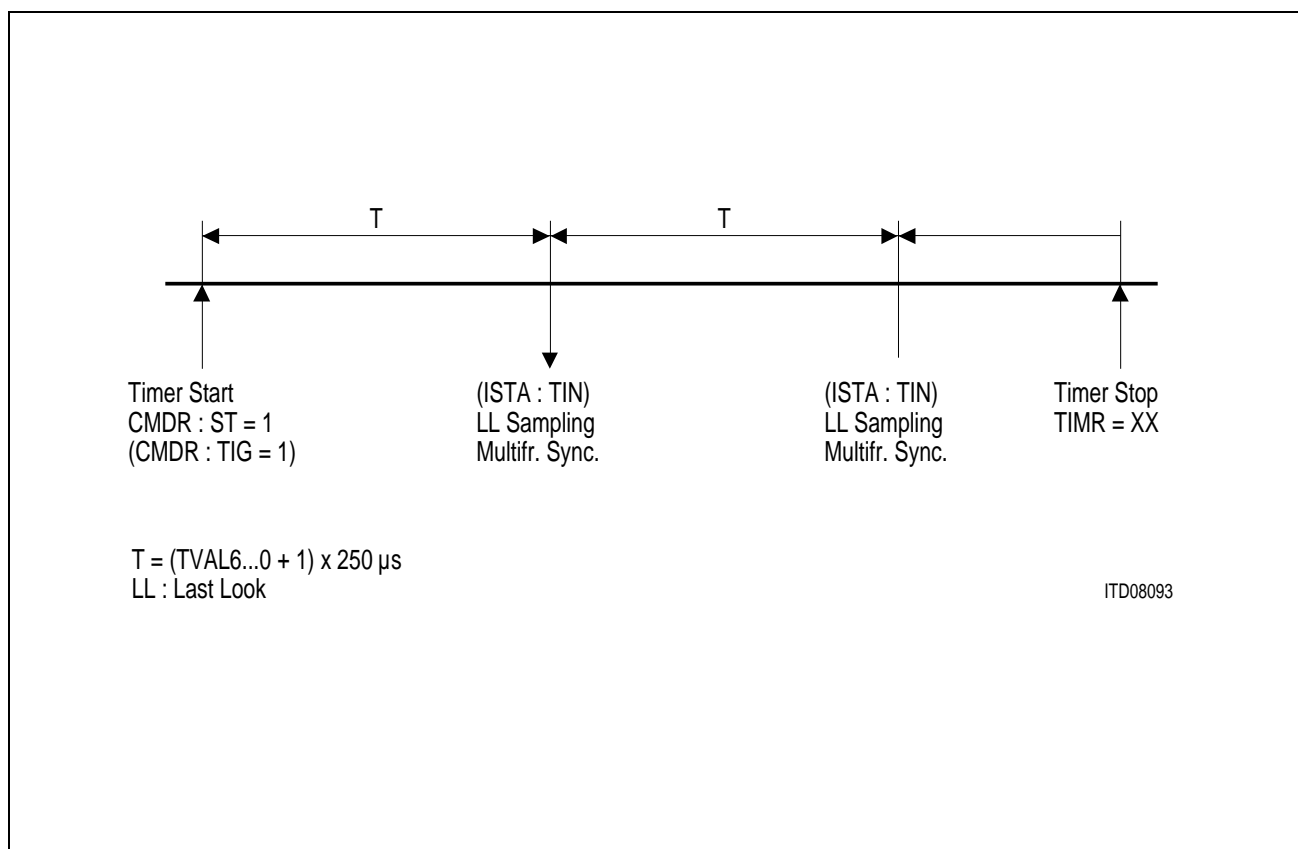 T
T
Timer Start
CMDR : ST = 1
(CMDR : TIG = 1)
(ISTA : TIN)
LL Sampling
Multifr. Sync.
(ISTA : TIN)
LL Sampling
Multifr. Sync.
Timer Stop
TIMR = XX
T = (TVAL6...0 + 1) x 250 µs
LL : Last Look
ITD08093